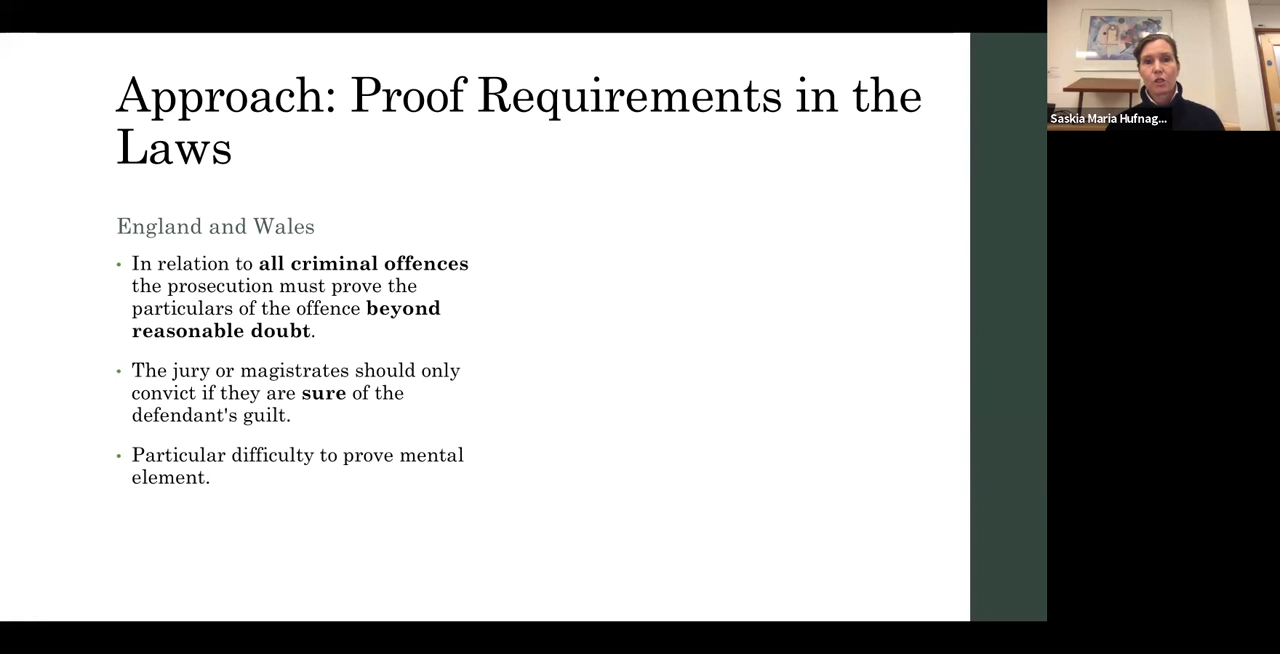 Approach: Proof Requirements in the
Laws
England and Wales
• In relation to all criminal offences
the prosecution must prove the
particulars of the offence beyond
reasonable doubt.
• The jury or magistrates should only
convict if they are sure of the
defendant's guilt.
• Particular difficulty to prove mental
element.
Saskia Maria Hufnag...